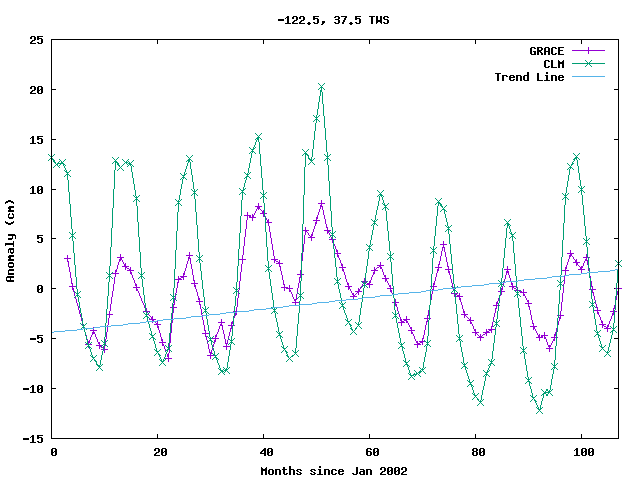 -122.5, 37.5 TWS
25
20
15
10
5
0
-5
-10
-15
Anomaly (cm)
GRACE
CLM
Trend Line
0 20 40 60 80 100
Months since Jan 2002